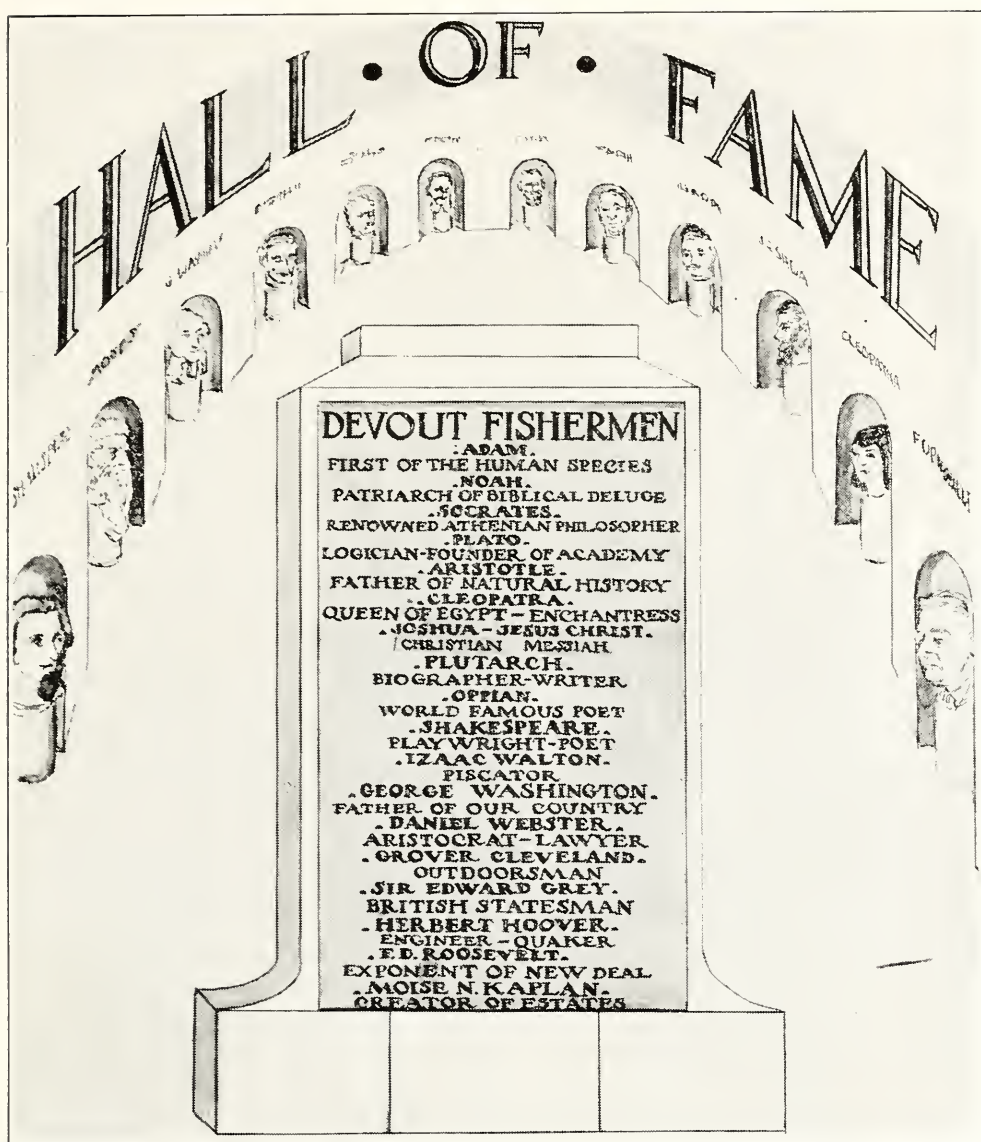 HALL · OF · FAME
MOSES
JOSHUA
CLEOPATRA
DEVOUT FISHERMEN
.ADAM.
FIRST OF THE HUMAN SPECIES
.NOAH.
PATRIARCH OF BIBLICAL DELUGE
.SOCRATES.
RENOWNED ATHENIAN PHILOSOPHER
.PLATO.
LOGICIAN-FOUNDER OF ACADEMY
.ARISTOTLE.
FATHER OF NATURAL HISTORY
.CLEOPATRA.
QUEEN OF EGYPT - ENCHANTRESS
.JOSHUA - JESUS CHRIST.
CHRISTIAN MESSIAH
.PLUTARCH.
BIOGRAPHER-WRITER
.OPPIAN.
WORLD FAMOUS POET
.SHAKESPEARE.
PLAYWRIGHT-POET
.IZAAC WALTON.
PISCATOR
.GEORGE WASHINGTON.
FATHER OF OUR COUNTRY
.DANIEL WEBSTER.
ARISTOCRAT-LAWYER
.GROVER CLEVELAND.
OUTDOORSMAN
.SIR EDWARD GREY.
BRITISH STATESMAN
.HERBERT HOOVER.
ENGINEER-QUAKER
.F.D. ROOSEVELT.
EXPONENT OF NEW DEAL
.MOISE N. KAPLAN.
CREATOR OF ESTATES